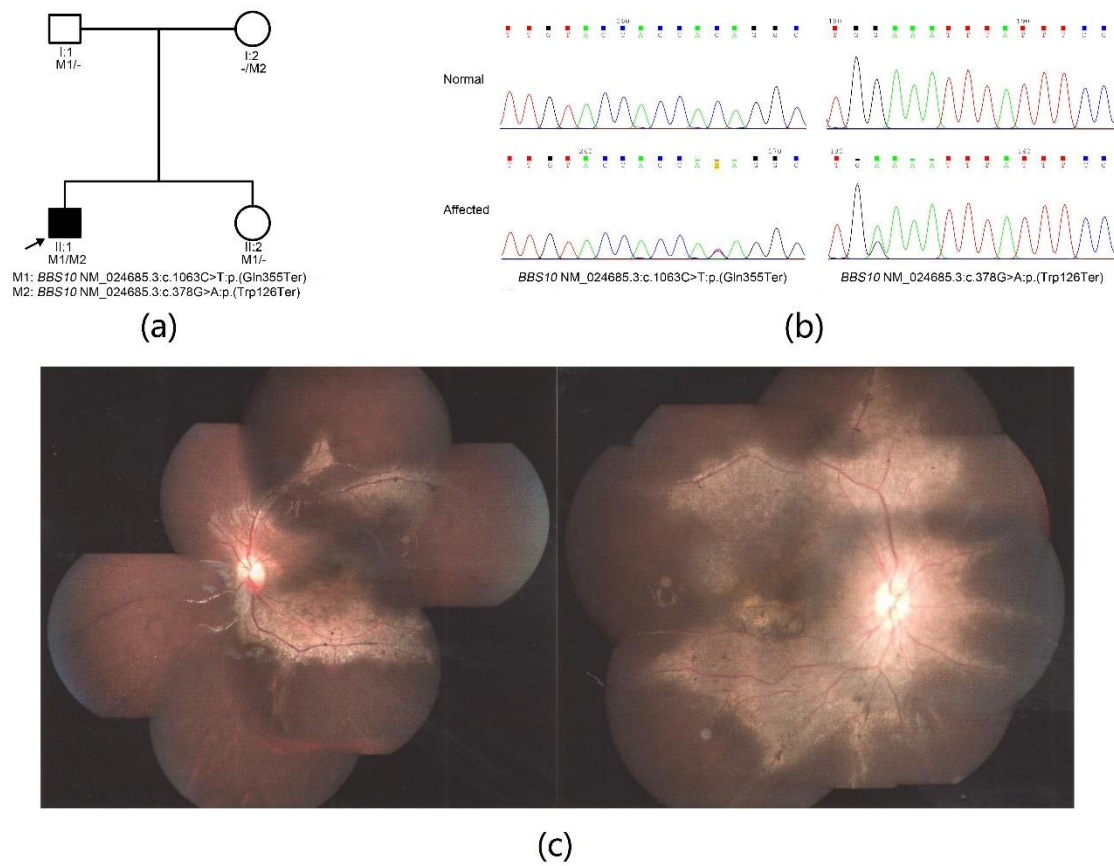 I:1
M1/-
I:2
-/M2
II:1
M1/M2
II:2
M1/-
M1: BBS10 NM_024685.3:c.1063C>T:p.(Gln355Ter)
M2: BBS10 NM_024685.3:c.378G>A:p.(Trp126Ter)
(a)
Normal
T T G T A C C A C C A C A G G C
T G G A A A T T T A T T T C C
Affected
BBS10 NM_024685.3:c.1063C>T:p.(Gln355Ter)
BBS10 NM_024685.3:c.378G>A:p.(Trp126Ter)
(b)
(c)